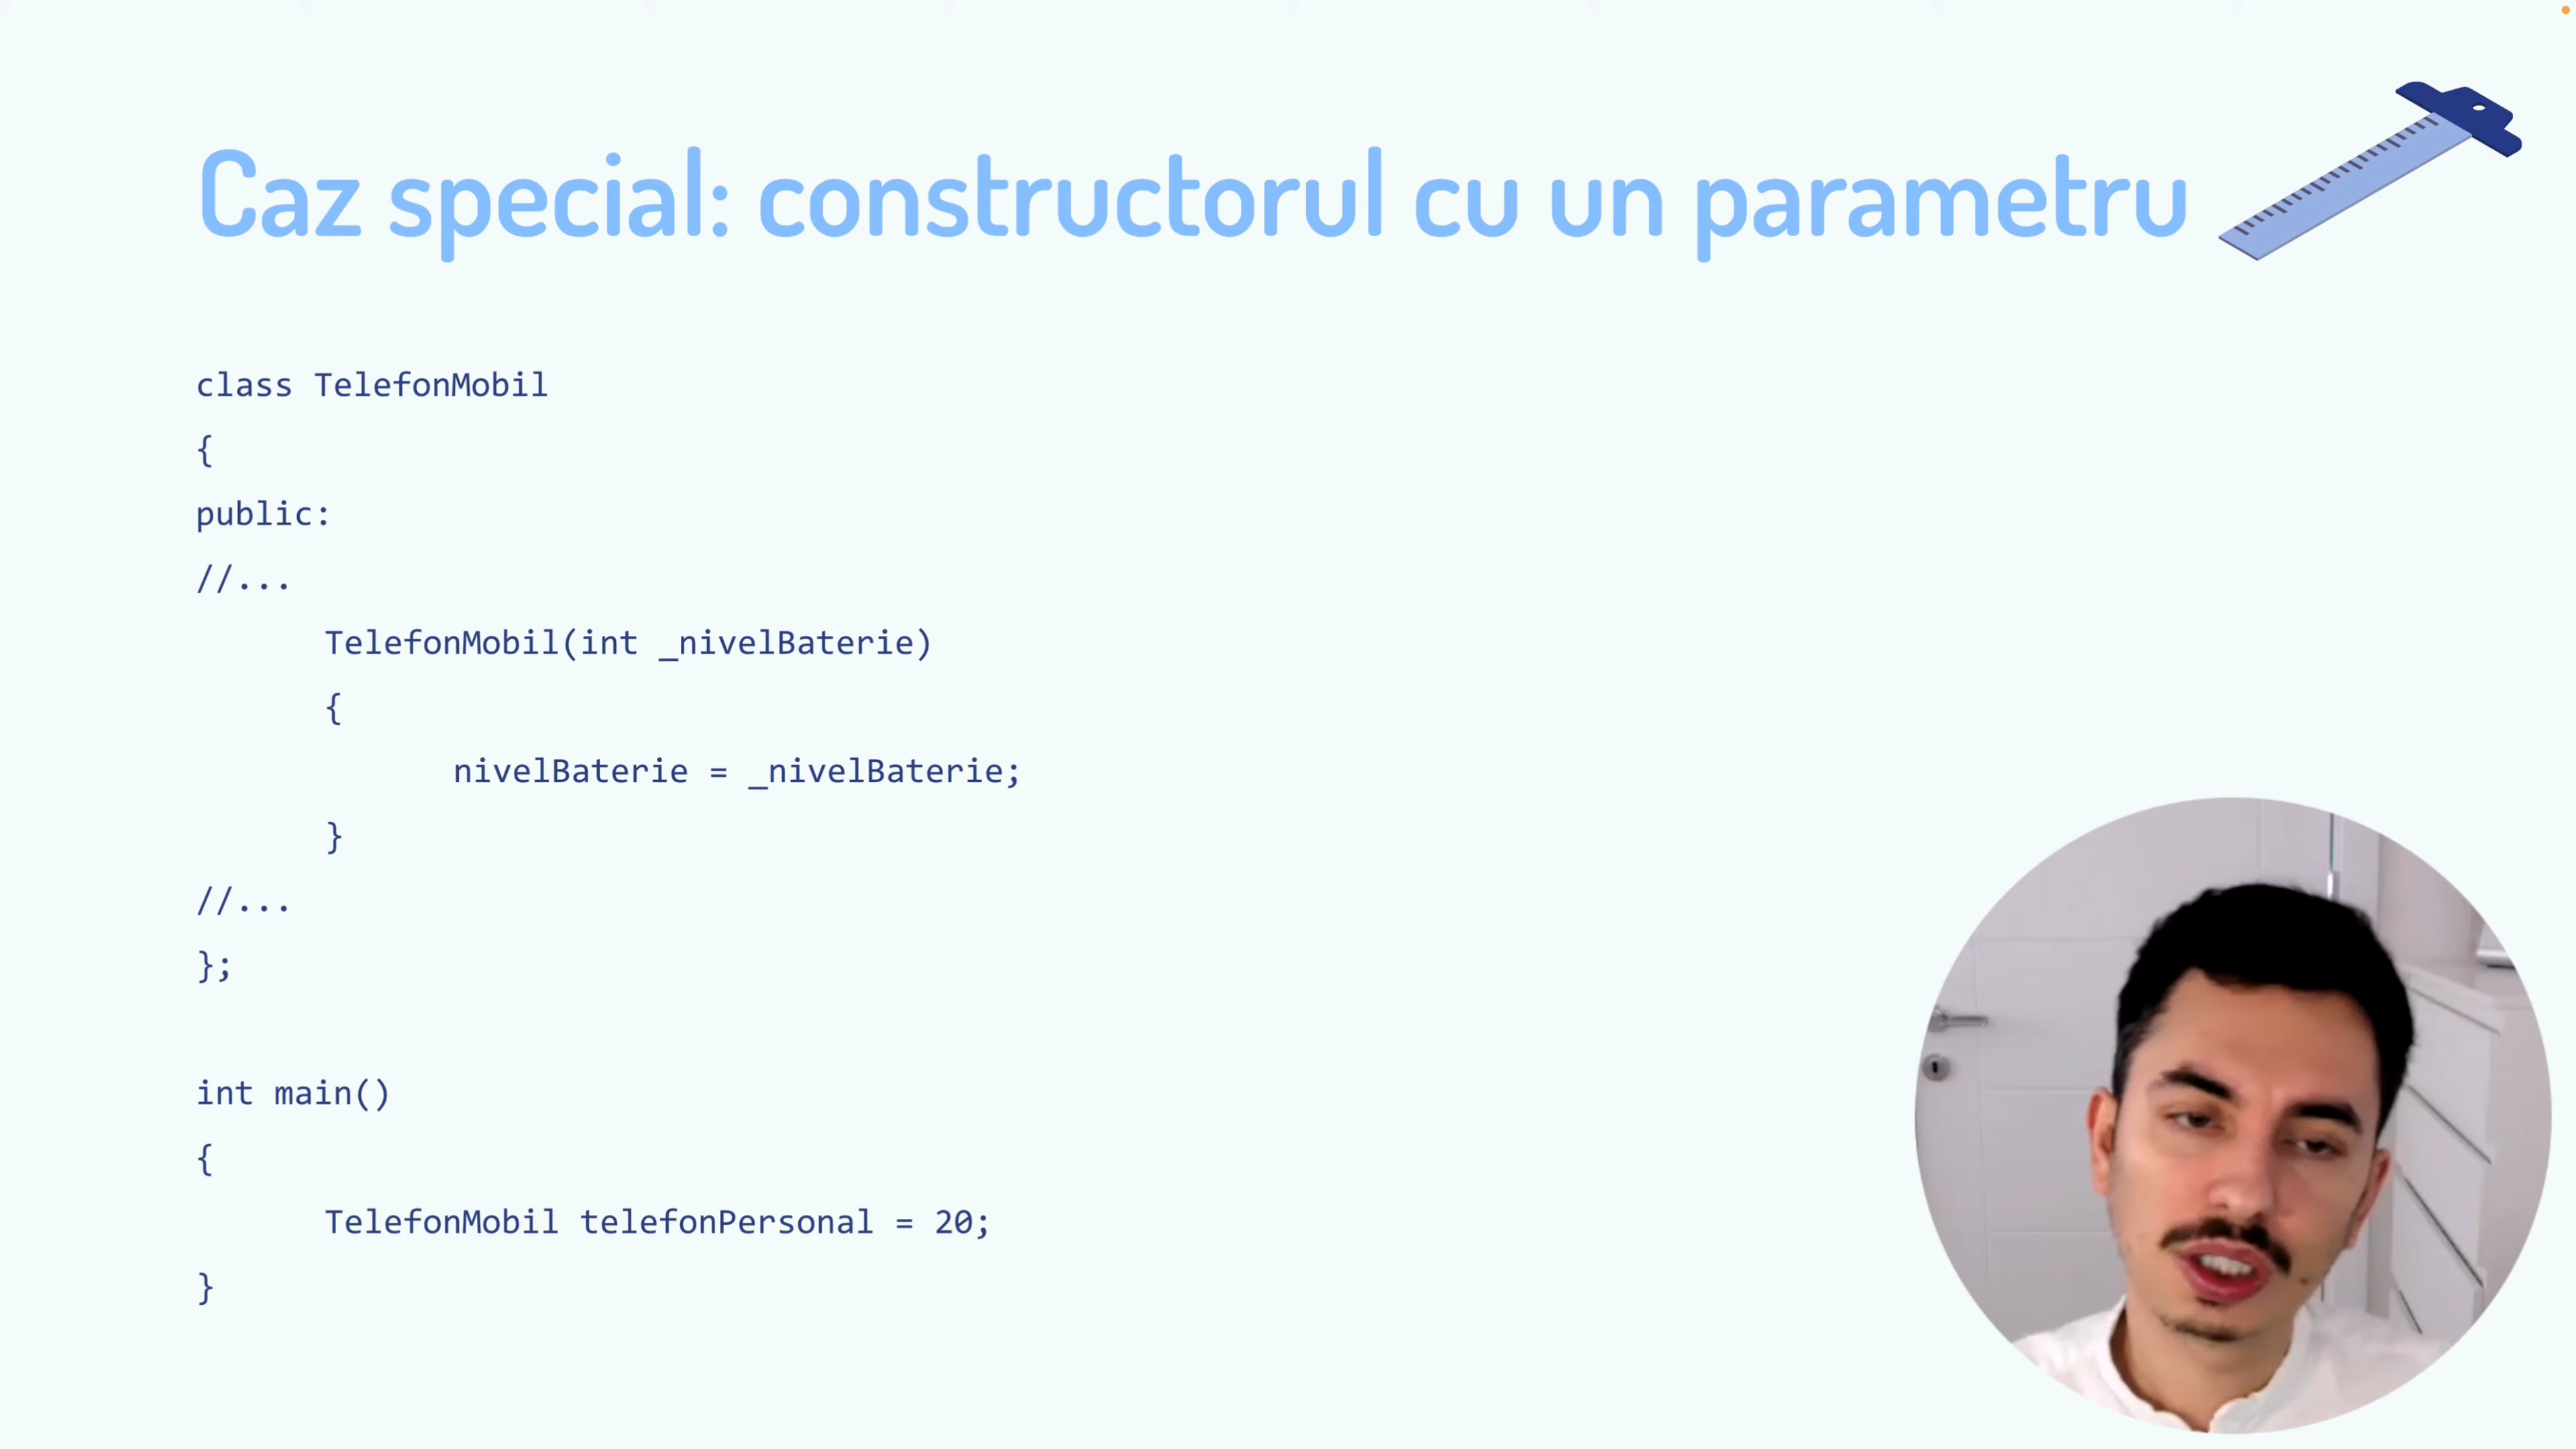 Caz special: constructorul cu un parametru
class TelefonMobil
{
public:
//...
TelefonMobil(int _nivelBaterie)
{
nivelBaterie = _nivelBaterie;
}
//...
};
int main()
{
TelefonMobil telefonPersonal = 20;
}